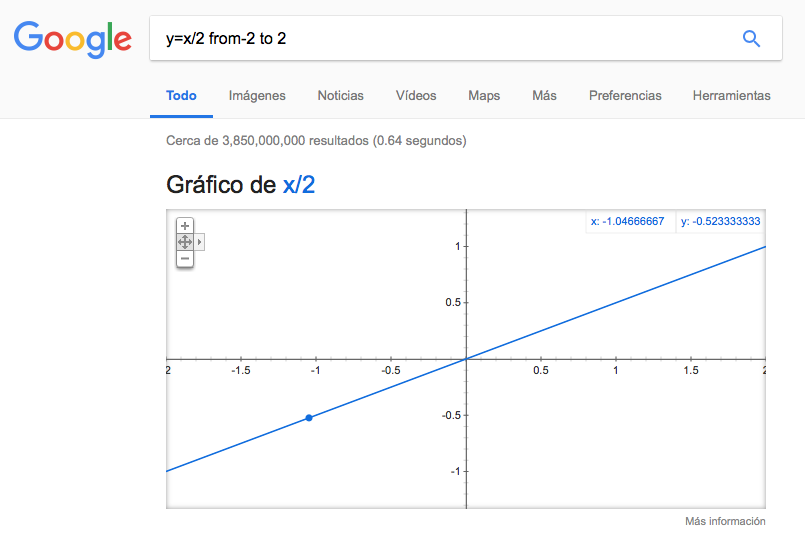 Google
y=x/2 from-2 to 2
Todo Imágenes Noticias Vídeos Maps Más Preferencias Herramientas
Cerca de 3,850,000,000 resultados (0.64 segundos)
Gráfico de x/2
x: -1.04666667 y: -0.523333333
1
0.5
2 -1.5 -1 -0.5 0.5 1 1.5 2
-0.5
-1
Más información